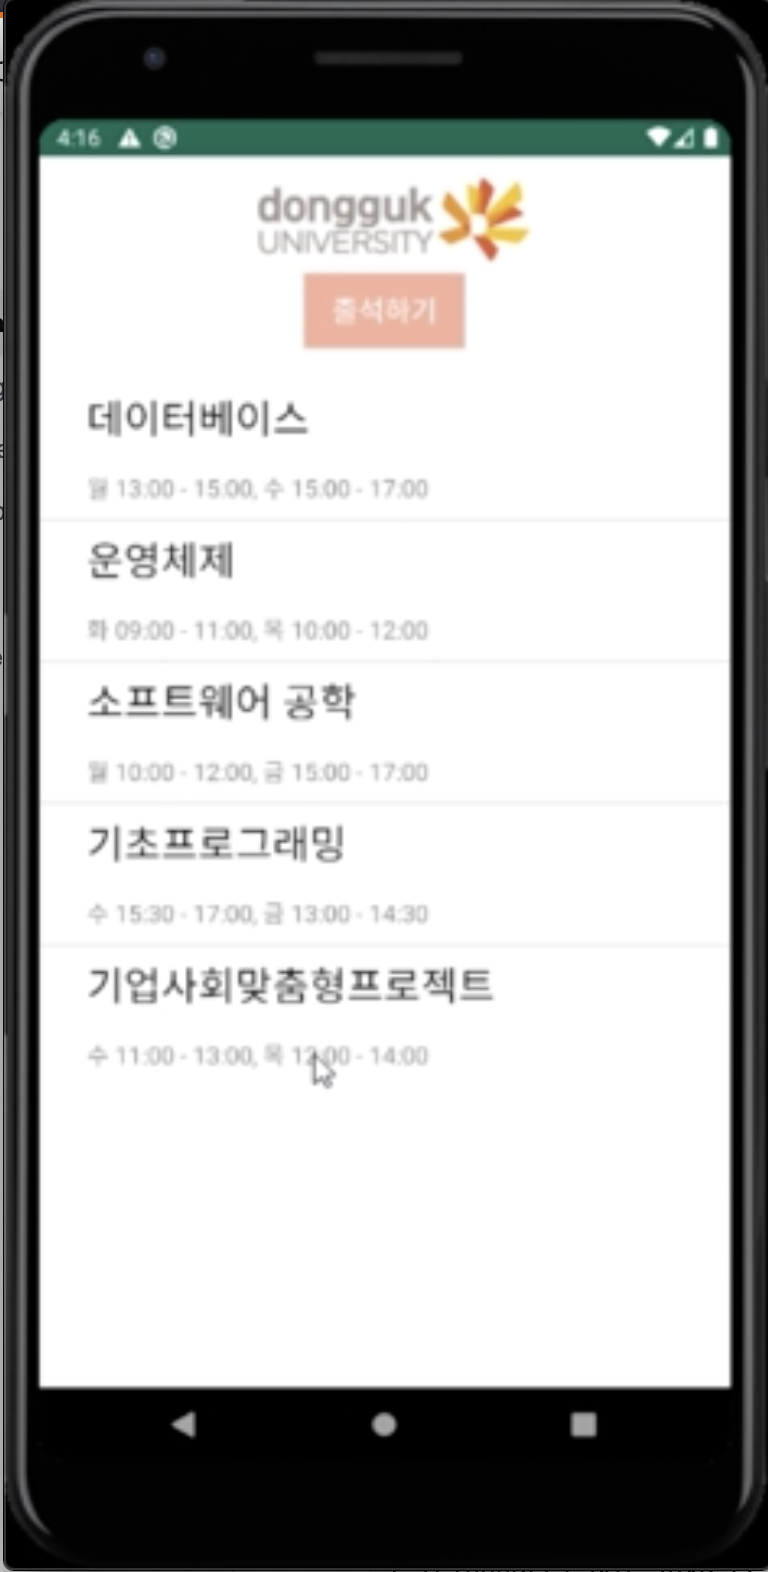 4:16
dongguk
UNIVERSITY
출석하기
데이터베이스
월 13:00 - 15:00, 수 15:00 - 17:00
운영체제
화 09:00 - 11:00, 목 10:00 - 12:00
소프트웨어 공학
월 10:00 - 12:00, 금 15:00 - 17:00
기초프로그래밍
수 15:30 - 17:00, 금 13:00 - 14:30
기업사회맞춤형프로젝트
수 11:00 - 13:00, 목 - 14:00